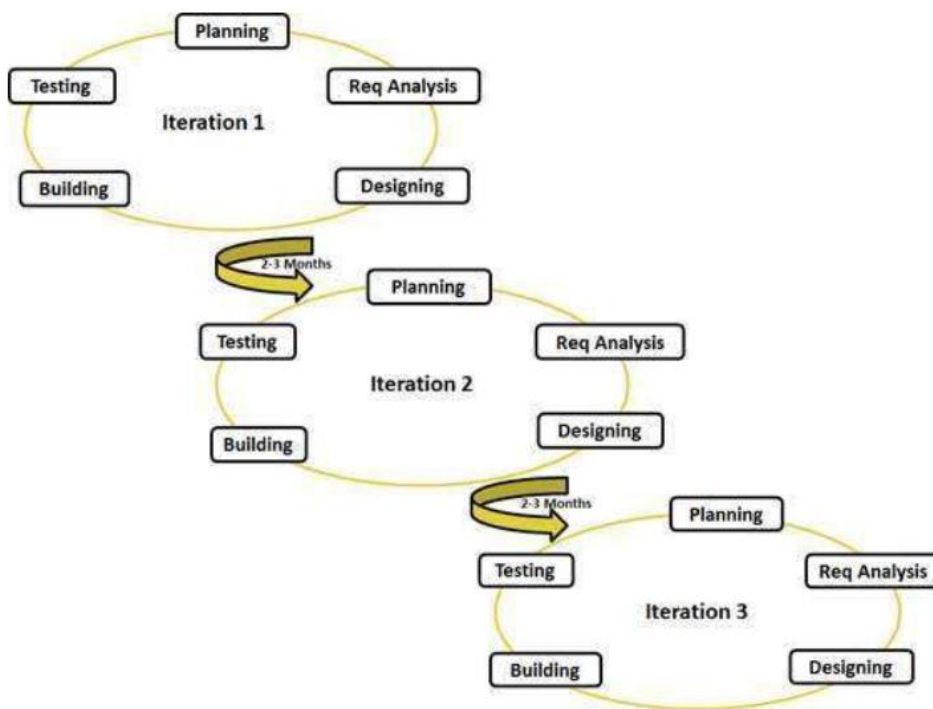 Planning
Testing
Req Analysis
Iteration 1
Building
Designing
2-3 Months
Planning
Testing
Req Analysis
Iteration 2
Building
Designing
2-3 Months
Planning
Testing
Req Analysis
Iteration 3
Building
Designing